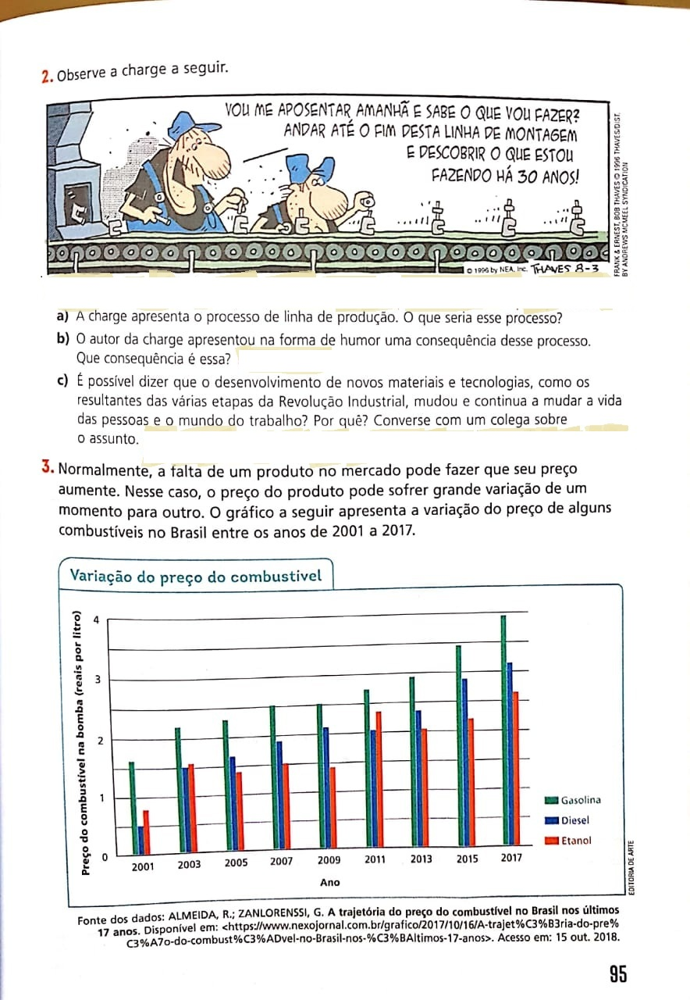 2. Observe a charge a seguir.
VOU ME APOSENTAR AMANHÃ E SABE O QUE VOU FAZER?
ANDAR ATÉ O FIM DESTA LINHA DE MONTAGEM
E DESCOBRIR O QUE ESTOU
FAZENDO HÁ 30 ANOS!
© 1996 by NEA, Inc. THAVES 8-3
FRANK & ERNEST, BOB THAVES © 1996 THAVES/DIST.
BY ANDREWS MCMEEL SYNDICATION
a) A charge apresenta o processo de linha de produção. O que seria esse processo?
b) O autor da charge apresentou na forma de humor uma consequência desse processo.
Que consequência é essa?
c) É possível dizer que o desenvolvimento de novos materiais e tecnologias, como os
resultantes das várias etapas da Revolução Industrial, mudou e continua a mudar a vida
das pessoas e o mundo do trabalho? Por quê? Converse com um colega sobre
o assunto.
3. Normalmente, a falta de um produto no mercado pode fazer que seu preço
aumente. Nesse caso, o preço do produto pode sofrer grande variação de um
momento para outro. O gráfico a seguir apresenta a variação do preço de alguns
combustíveis no Brasil entre os anos de 2001 a 2017.
Variação do preço do combustível
Preço do combustível na bomba (reais por litro)
4
3
2
1
0
2001 2003 2005 2007 2009 2011 2013 2015 2017
Ano
Gasolina
Diesel
Etanol
EDITORIA DE ARTE
Fonte dos dados: ALMEIDA, R.; ZANLORENSSI, G. A trajetória do preço do combustível no Brasil nos últimos
17 anos. Disponível em: <https://www.nexojornal.com.br/grafico/2017/10/16/A-trajet%C3%B3ria-do-pre%
C3%A7o-do-combust%C3%ADvel-no-Brasil-nos-%C3%BAltimos-17-anos>. Acesso em: 15 out. 2018.
95